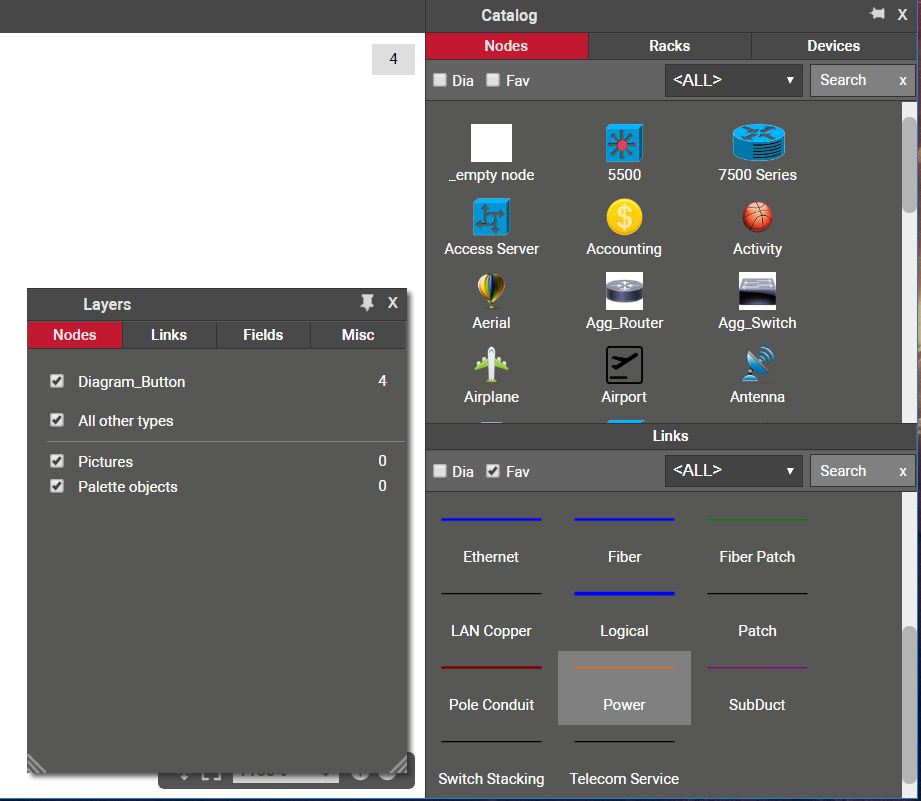 Catalog
X
4
Nodes
Racks
Devices
Dia
Fav
<ALL>
Search
x
_empty node
5500
7500 Series
Access Server
Accounting
Activity
Aerial
Agg_Router
Agg_Switch
Airplane
Airport
Antenna
Layers
X
Nodes
Links
Fields
Misc
Diagram_Button
4
All other types
Pictures
0
Palette objects
0
Links
Dia
Fav
<ALL>
Search
x
Ethernet
Fiber
Fiber Patch
LAN Copper
Logical
Patch
Pole Conduit
Power
SubDuct
Switch Stacking
Telecom Service